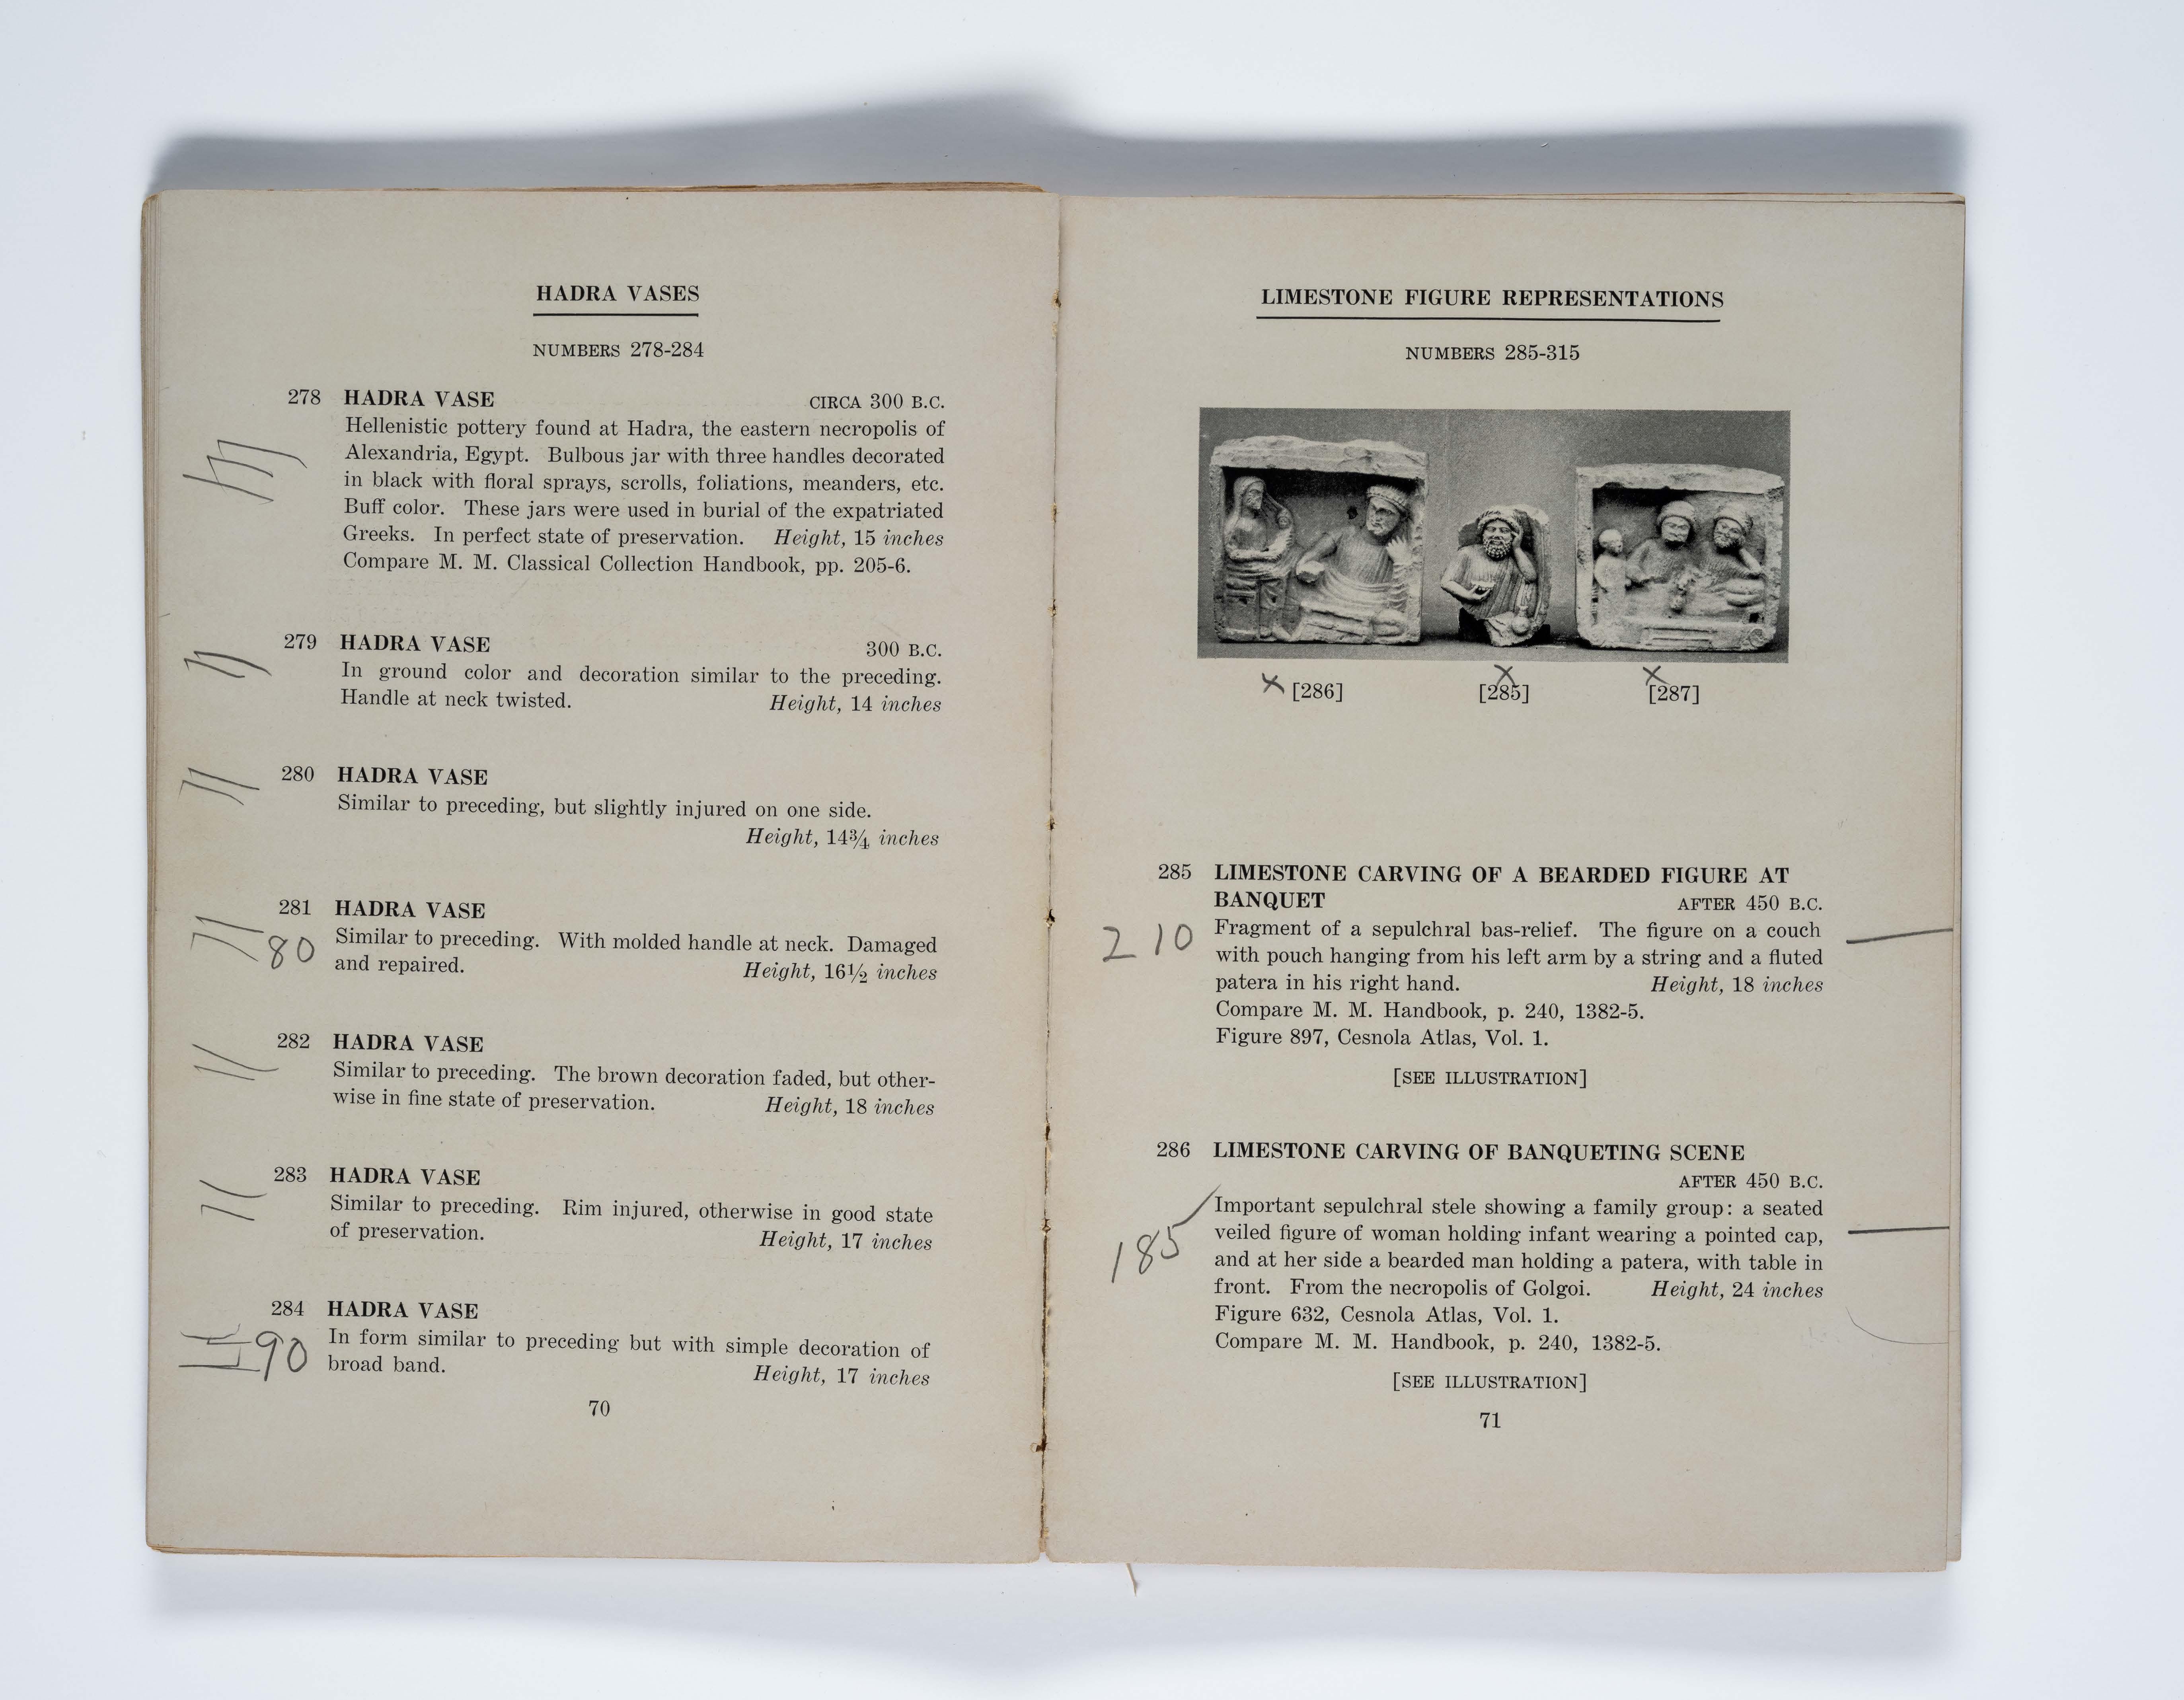 HADRA VASES
NUMBERS 278-284
278 HADRA VASE CIRCA 300 B.C.
Hellenistic pottery found at Hadra, the eastern necropolis of
Alexandria, Egypt. Bulbous jar with three handles decorated
in black with floral sprays, scrolls, foliations, meanders, etc.
Buff color. These jars were used in burial of the expatriated
Greeks. In perfect state of preservation. Height, 15 inches
Compare M. M. Classical Collection Handbook, pp. 205-6.
279 HADRA VASE 300 B.C.
In ground color and decoration similar to the preceding.
Handle at neck twisted. Height, 14 inches
280 HADRA VASE
Similar to preceding, but slightly injured on one side.
Height, 14¾ inches
281 HADRA VASE
80 Similar to preceding. With molded handle at neck. Damaged
and repaired. Height, 16½ inches
282 HADRA VASE
Similar to preceding. The brown decoration faded, but other-
wise in fine state of preservation. Height, 18 inches
283 HADRA VASE
Similar to preceding. Rim injured, otherwise in good state
of preservation. Height, 17 inches
284 HADRA VASE
90 In form similar to preceding but with simple decoration of
broad band. Height, 17 inches
70
LIMESTONE FIGURE REPRESENTATIONS
NUMBERS 285-315
x [286] x [285] x [287]
285 LIMESTONE CARVING OF A BEARDED FIGURE AT
BANQUET AFTER 450 B.C.
210 Fragment of a sepulchral bas-relief. The figure on a couch
with pouch hanging from his left arm by a string and a fluted
patera in his right hand. Height, 18 inches
Compare M. M. Handbook, p. 240, 1382-5.
Figure 897, Cesnola Atlas, Vol. 1.
[SEE ILLUSTRATION]
286 LIMESTONE CARVING OF BANQUETING SCENE
AFTER 450 B.C.
Important sepulchral stele showing a family group: a seated
185 veiled figure of woman holding infant wearing a pointed cap,
and at her side a bearded man holding a patera, with table in
front. From the necropolis of Golgoi. Height, 24 inches
Figure 632, Cesnola Atlas, Vol. 1.
Compare M. M. Handbook, p. 240, 1382-5.
[SEE ILLUSTRATION]
71